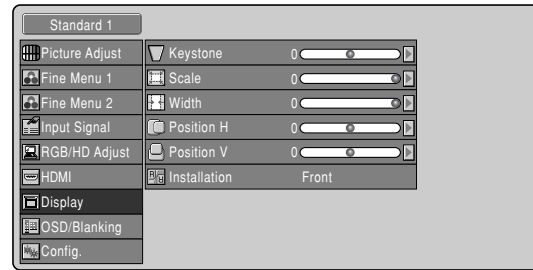 Standard 1
Picture Adjust
Fine Menu 1
Fine Menu 2
Input Signal
RGB/HD Adjust
HDMI
Display
OSD/Blanking
Config.
Keystone 0
Scale 0
Width 0
Position H 0
Position V 0
Installation Front